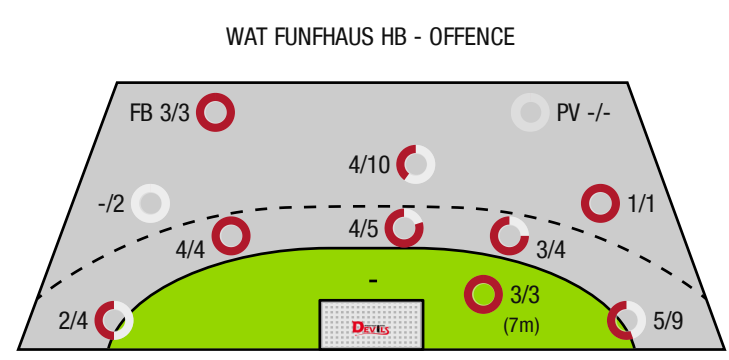 WAT FUNFHAUS HB - OFFENCE
FB 3/3
PV -/-
4/10
-/2
1/1
4/4
4/5
3/4
-
3/3
(7m)
2/4
DEVILS
5/9